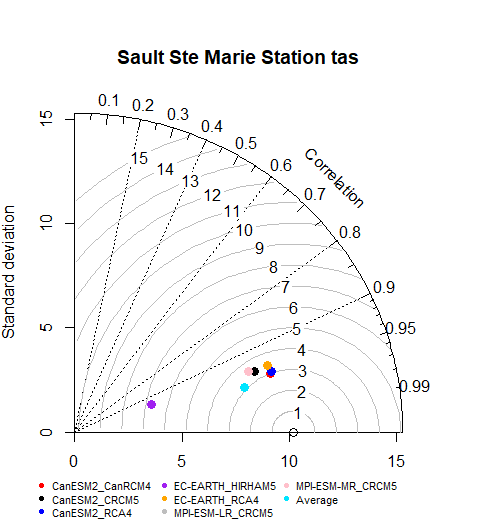 Sault Ste Marie Station tas
0.1 0.2 0.3 0.4 0.5 0.6 0.7 0.8 0.9 0.95 0.99
Correlation
15 14 13 12 11 10 9 8 7 6 5 4 3 2 1
Standard deviation
15
10
5
0
0 5 10 15
CanESM2_CanRCM4 EC-EARTH_HIRHAM5 MPI-ESM-MR_CRCM5
CanESM2_CRCM5 EC-EARTH_RCA4 Average
CanESM2_RCA4 MPI-ESM-LR_CRCM5